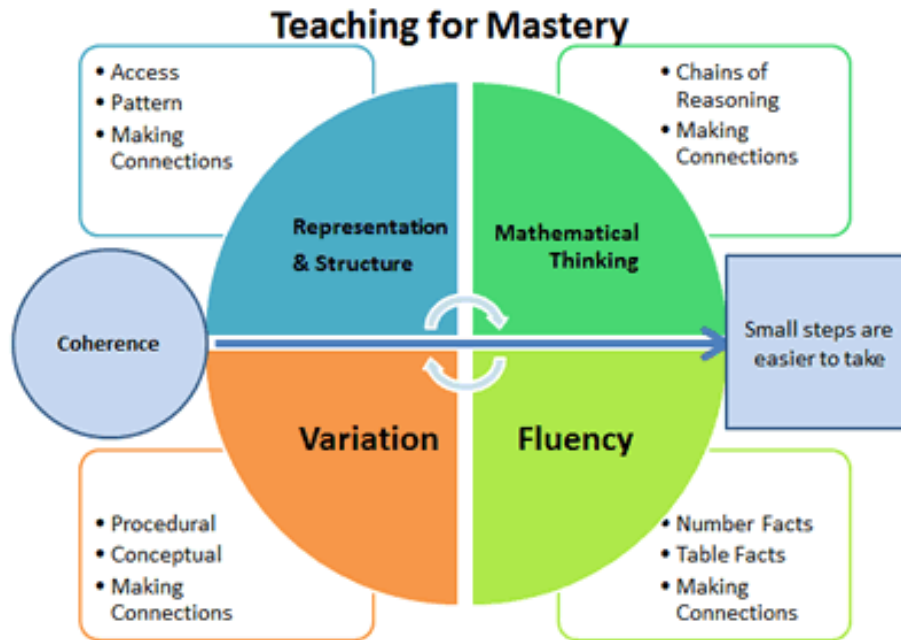 Teaching for Mastery
• Access
• Pattern
• Making
Connections
• Chains of
Reasoning
• Making
Connections
Representation
& Structure
Mathematical
Thinking
Coherence
Small steps are
easier to take
Variation
Fluency
• Procedural
• Conceptual
• Making
Connections
• Number Facts
• Table Facts
• Making
Connections